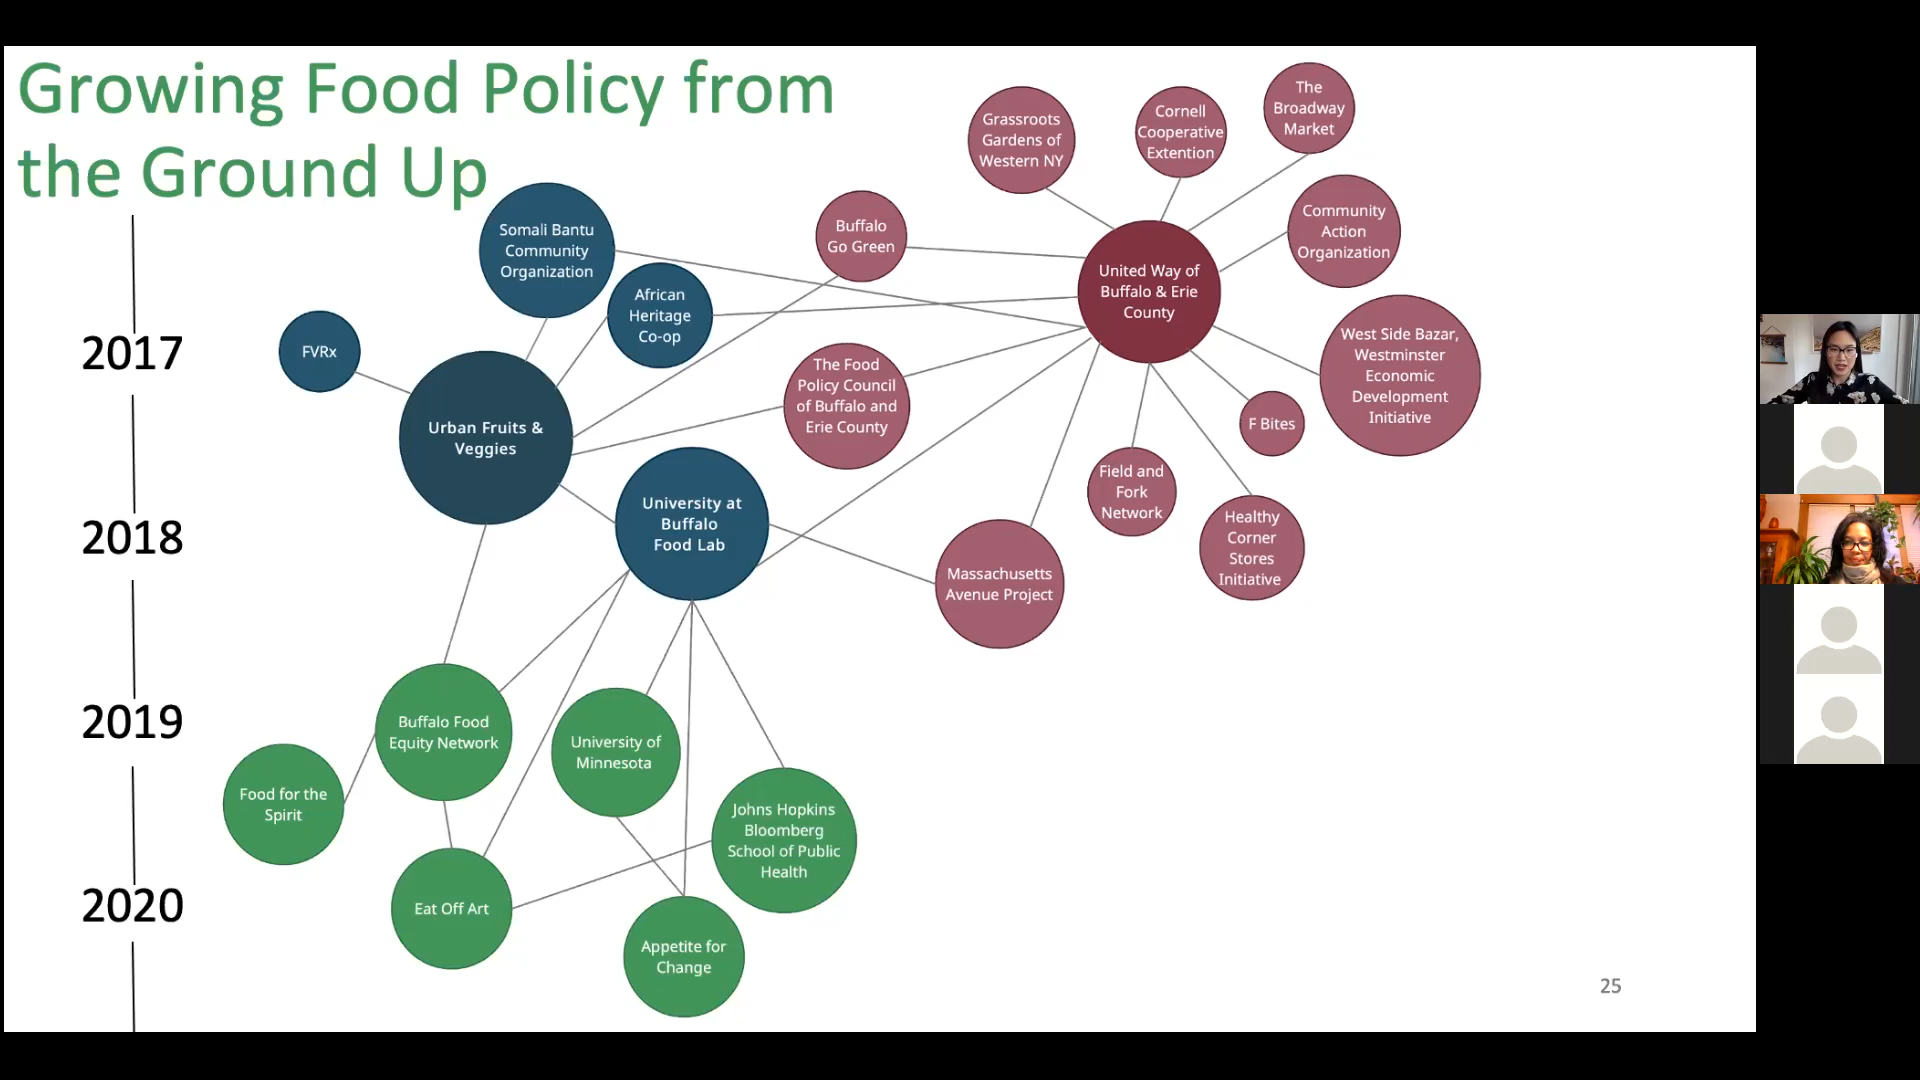 Growing Food Policy from
the Ground Up
Grassroots
Gardens of
Western NY
Cornell
Cooperative
Extention
The
Broadway
Market
Somali Bantu
Community
Organization
Buffalo
Go Green
Community
Action
Organization
African
Heritage
Co-op
United Way of
Buffalo & Erie
County
2017
FVRx
West Side Bazar,
Westminster
Economic
Development
Initiative
The Food
Policy Council
of Buffalo and
Erie County
Urban Fruits &
Veggies
F Bites
Field and
Fork
Network
2018
University at
Buffalo
Food Lab
Healthy
Corner
Stores
Initiative
Massachusetts
Avenue Project
2019
Buffalo Food
Equity Network
University of
Minnesota
Food for the
Spirit
Johns Hopkins
Bloomberg
School of Public
Health
2020
Eat Off Art
Appetite for
Change
25